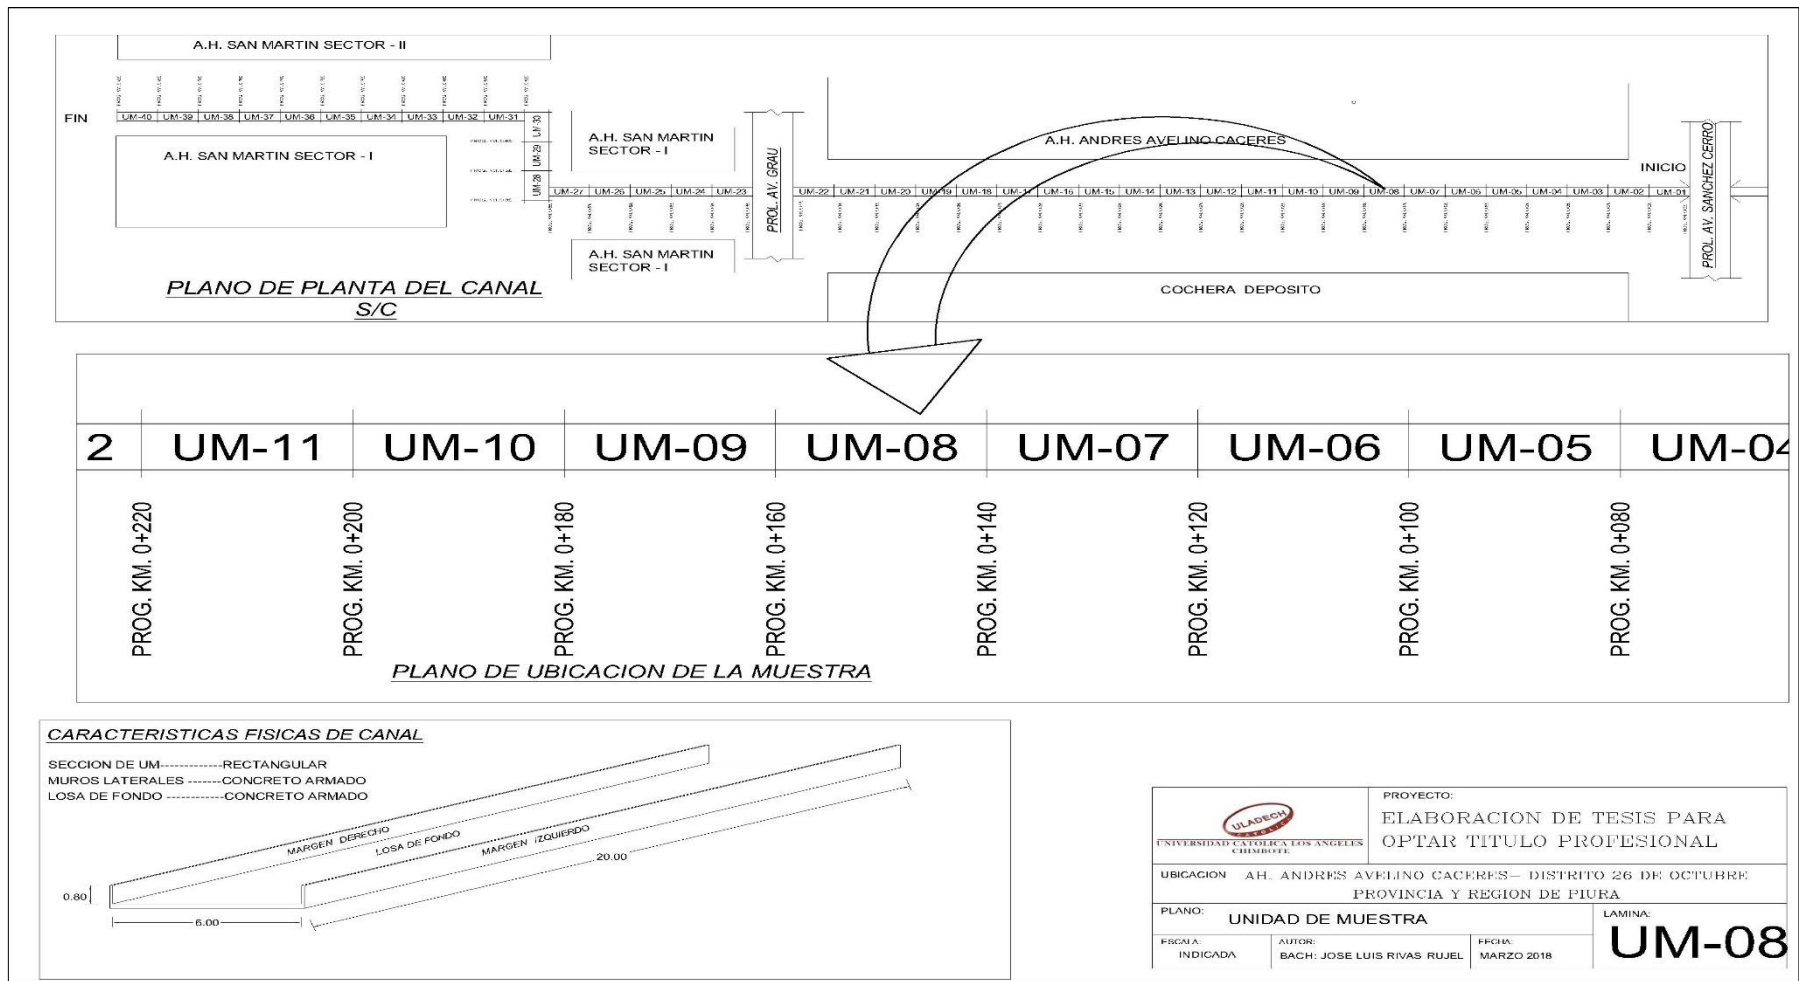 A.H. SAN MARTIN SECTOR - II
FIN
UM-40 UM-39 UM-38 UM-37 UM-36 UM-35 UM-34 UM-33 UM-32 UM-31
UM-30
UM-29
UM-28
A.H. SAN MARTIN SECTOR - I
A.H. SAN MARTIN
SECTOR - I
UM-27 UM-26 UM-25 UM-24 UM-23
A.H. SAN MARTIN
SECTOR - I
PROL. AV. GRAU
A.H. ANDRES AVELINO CACERES
INICIO
UM-22 UM-21 UM-20 UM-19 UM-18 UM-17 UM-16 UM-15 UM-14 UM-13 UM-12 UM-11 UM-10 UM-09 UM-08 UM-07 UM-06 UM-05 UM-04 UM-03 UM-02 UM-01
PROL. AV. SANCHEZ CERRO
COCHERA DEPOSITO
PLANO DE PLANTA DEL CANAL
S/C
2 UM-11 UM-10 UM-09 UM-08 UM-07 UM-06 UM-05 UM-04
PROG. KM. 0+220
PROG. KM. 0+200
PROG. KM. 0+180
PROG. KM. 0+160
PROG. KM. 0+140
PROG. KM. 0+120
PROG. KM. 0+100
PROG. KM. 0+080
PLANO DE UBICACION DE LA MUESTRA
CARACTERISTICAS FISICAS DE CANAL
SECCION DE UM-----------RECTANGULAR
MUROS LATERALES ------CONCRETO ARMADO
LOSA DE FONDO ----------CONCRETO ARMADO
MARGEN DERECHO
LOSA DE FONDO
MARGEN IZQUIERDO
20.00
0.80
6.00
ULADECH
CATOLICA
UNIVERSIDAD CATOLICA LOS ANGELES
CHIMBOTE
PROYECTO:
ELABORACION DE TESIS PARA
OPTAR TITULO PROFESIONAL
UBICACION AH. ANDRES AVELINO CACERES- DISTRITO 26 DE OCTUBRE
PROVINCIA Y REGION DE PIURA
PLANO: UNIDAD DE MUESTRA
LAMINA:
UM-08
ESCALA:
INDICADA
AUTOR:
BACH: JOSE LUIS RIVAS RUJEL
FECHA:
MARZO 2018